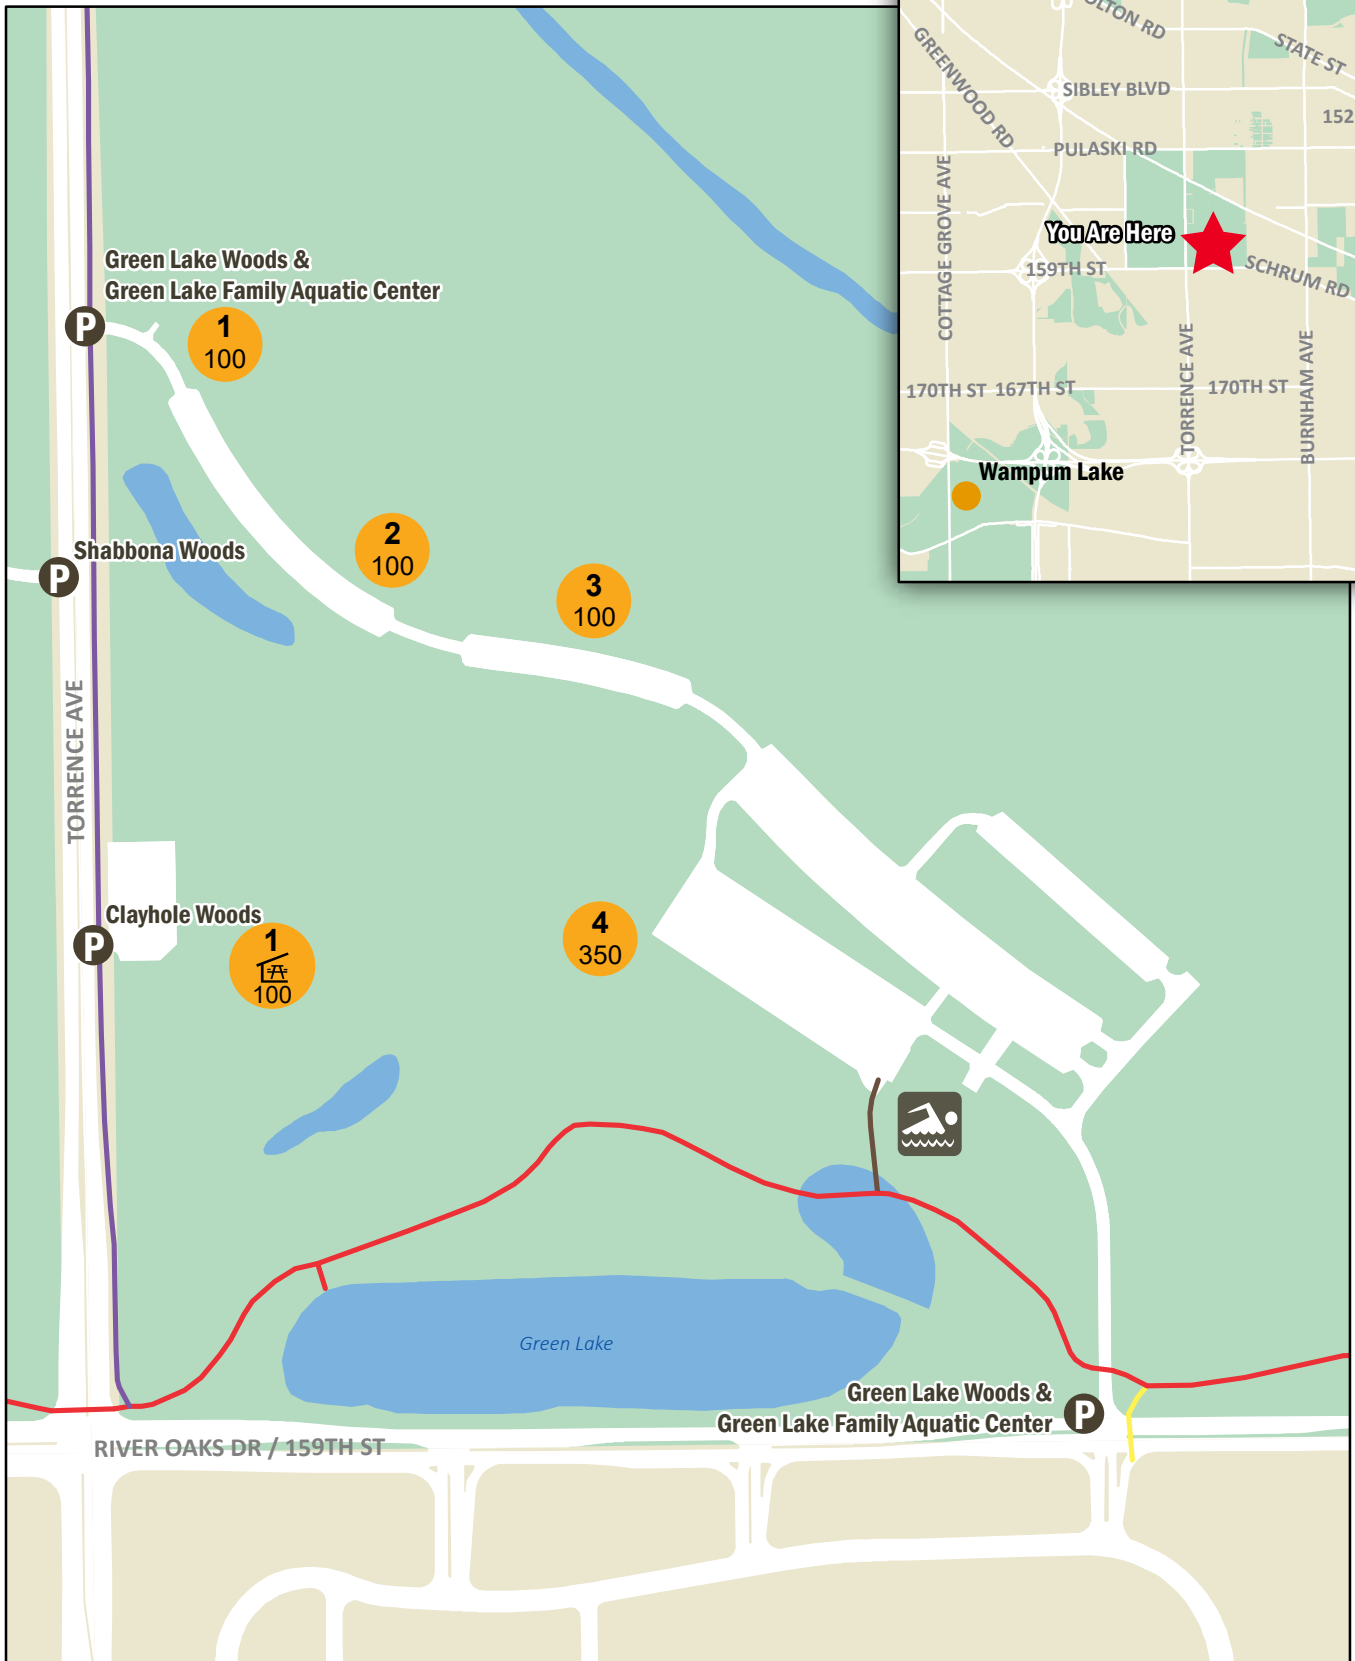 Green Lake Woods &
Green Lake Family Aquatic Center
P
1
100
Shabbona Woods
P
2
100
3
100
TORRENCE AVE
Clayhole Woods
P
1
100
4
350
Green Lake
Green Lake Woods &
Green Lake Family Aquatic Center
P
RIVER OAKS DR / 159TH ST
GREENWOOD RD
STATE ST
SIBLEY BLVD
152
PULASKI RD
COTTAGE GROVE AVE
You Are Here
159TH ST
SCHRUM RD
TORRENCE AVE
BURNHAM AVE
170TH ST
167TH ST
170TH ST
Wampum Lake